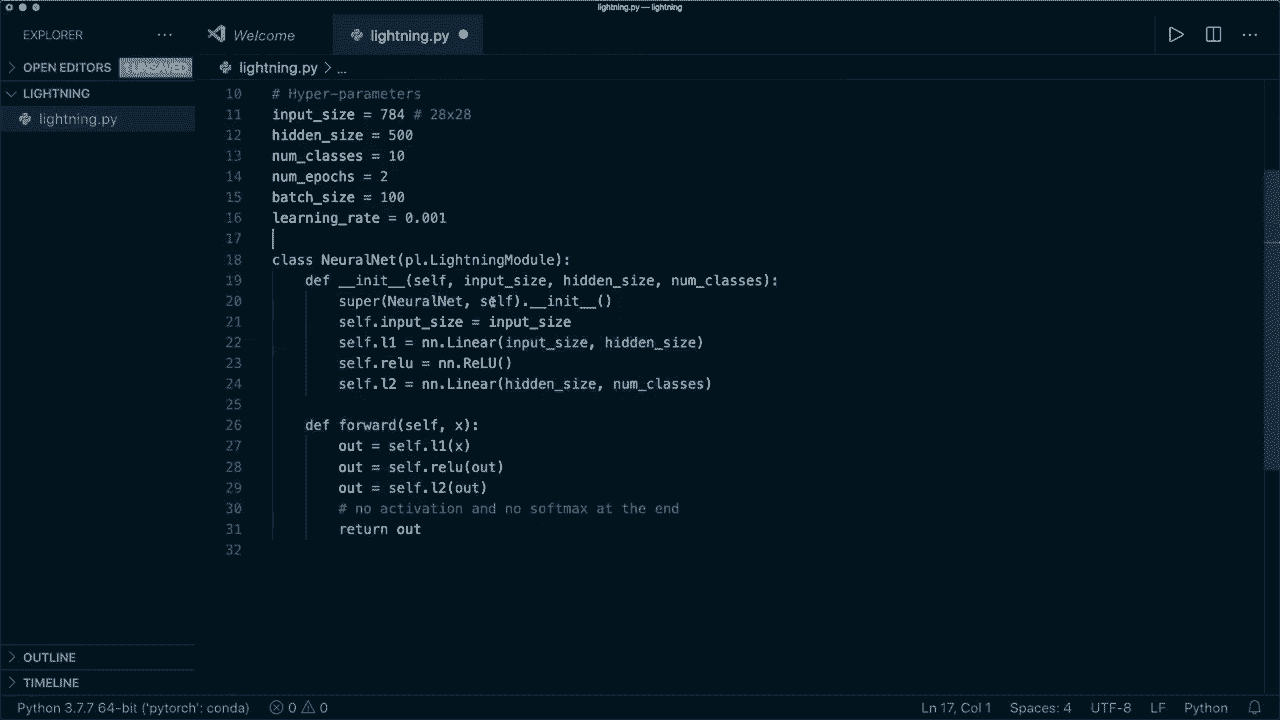 lightning.py — lightning
EXPLORER
Welcome
lightning.py
OPEN EDITORS
1 UNSAVED
lightning.py > ...
LIGHTNING
lightning.py
10 # Hyper-parameters
11 input_size = 784 # 28x28
12 hidden_size = 500
13 num_classes = 10
14 num_epochs = 2
15 batch_size = 100
16 learning_rate = 0.001
17
18 class NeuralNet(pl.LightningModule):
19 def __init__(self, input_size, hidden_size, num_classes):
20 super(NeuralNet, self).__init__()
21 self.input_size = input_size
22 self.l1 = nn.Linear(input_size, hidden_size)
23 self.relu = nn.ReLU()
24 self.l2 = nn.Linear(hidden_size, num_classes)
25
26 def forward(self, x):
27 out = self.l1(x)
28 out = self.relu(out)
29 out = self.l2(out)
30 # no activation and no softmax at the end
31 return out
32
OUTLINE
TIMELINE
Python 3.7.7 64-bit ('pytorch': conda) 0 0 Ln 17, Col 1 Spaces: 4 UTF-8 LF Python